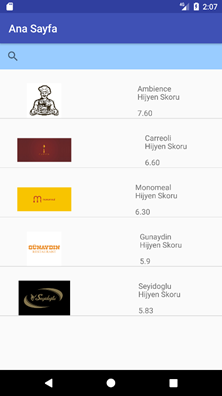 2:07
Ana Sayfa
Ambience
Hijyen Skoru
7.60
Carreoli
Hijyen Skoru
6.60
Monomeal
Hijyen Skoru
6.30
GÜNAYDIN
Gunaydin
Hijyen Skoru
5.9
Seyidoglu
Hijyen Skoru
5.83